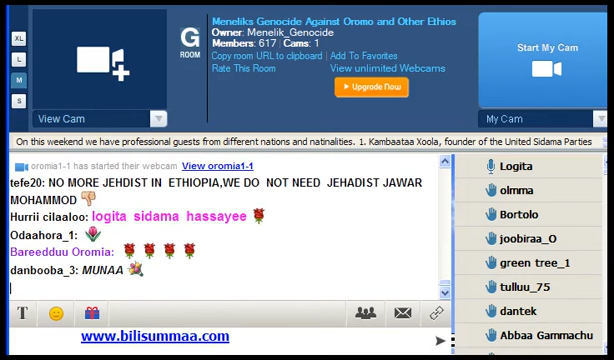 XL
L
M
S
View Cam
G
ROOM
Meneliks Genocide Against Oromo and Other Ethios
Owner: Menelik_Genocide
Members: 617 | Cams: 1
Copy room URL to clipboard | Add To Favorites
Rate This Room
View unlimited Webcams
Upgrade Now
Start My Cam
My Cam
On this weekend we have professional guests from different nations and natinalities. 1. Kambaataa Xoola, founder of the United Sidama Parties
oromia1-1 has started their webcam View oromia1-1
tefe20: NO MORE JEHDIST IN ETHIOPIA,WE DO NOT NEED JEHADIST JAWAR
MOHAMMOD
Hurrii cilaaloo: logita sidama hassayee
Odaahora_1:
Bareedduu Oromia:
danbooba_3: MUNAA
T
www.bilisummaa.com
Logita
olmma
Bortolo
joobiraa_O
green tree_1
tulluu_75
dantek
Abbaa Gammachu